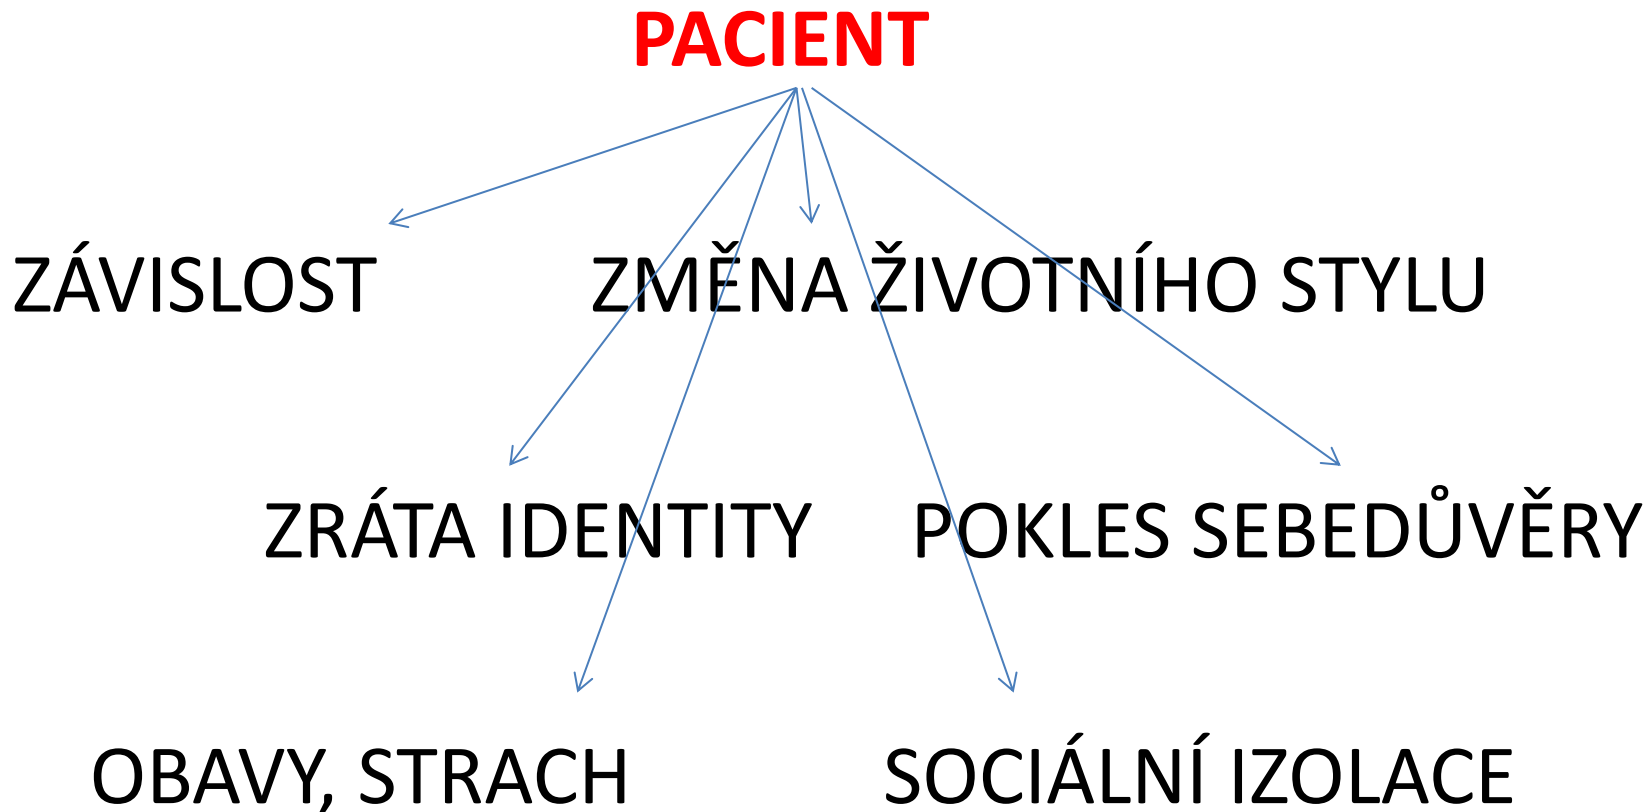 PACIENT
ZÁVISLOST ZMĚNA ŽIVOTNÍHO STYLU
ZRÁTA IDENTITY POKLES SEBEDŮVĚRY
OBAVY, STRACH SOCIÁLNÍ IZOLACE